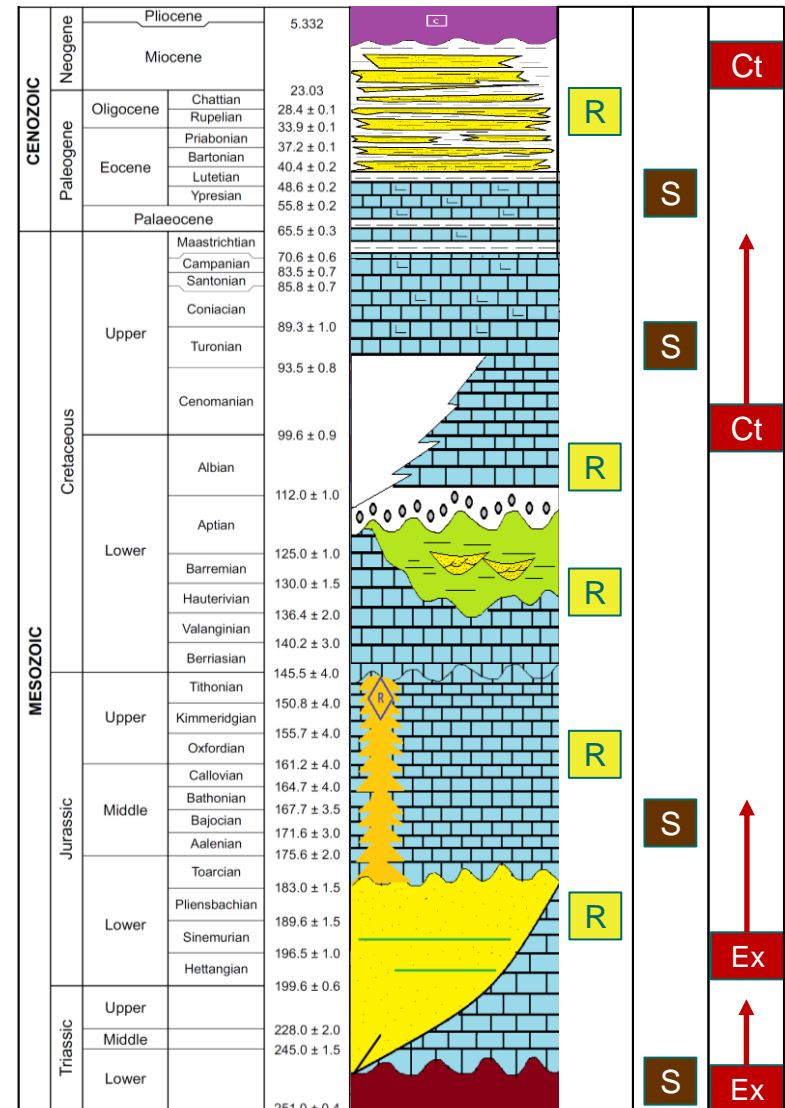 Pliocene
5.332
c
Neogene
Miocene
Ct
23.03
CENOZOIC
Paleogene
Oligocene
Chattian
28.4 ± 0.1
R
Rupelian
33.9 ± 0.1
Eocene
Priabonian
37.2 ± 0.1
Bartonian
40.4 ± 0.2
Lutetian
48.6 ± 0.2
S
Ypresian
55.8 ± 0.2
Palaeocene
65.5 ± 0.3
MESOZOIC
Cretaceous
Upper
Maastrichtian
70.6 ± 0.6
Campanian
83.5 ± 0.7
Santonian
85.8 ± 0.7
Coniacian
89.3 ± 1.0
S
Turonian
93.5 ± 0.8
Cenomanian
99.6 ± 0.9
Ct
Lower
Albian
R
112.0 ± 1.0
Aptian
125.0 ± 1.0
Barremian
130.0 ± 1.5
R
Hauterivian
136.4 ± 2.0
Valanginian
140.2 ± 3.0
Berriasian
145.5 ± 4.0
Jurassic
Upper
Tithonian
R
150.8 ± 4.0
Kimmeridgian
155.7 ± 4.0
R
Oxfordian
161.2 ± 4.0
Middle
Callovian
164.7 ± 4.0
Bathonian
167.7 ± 3.5
S
Bajocian
171.6 ± 3.0
Aalenian
175.6 ± 2.0
Lower
Toarcian
183.0 ± 1.5
Pliensbachian
R
189.6 ± 1.5
Sinemurian
196.5 ± 1.0
Ex
Hettangian
199.6 ± 0.6
Triassic
Upper
228.0 ± 2.0
Middle
245.0 ± 1.5
Lower
S
Ex
251.0 ± 0.4